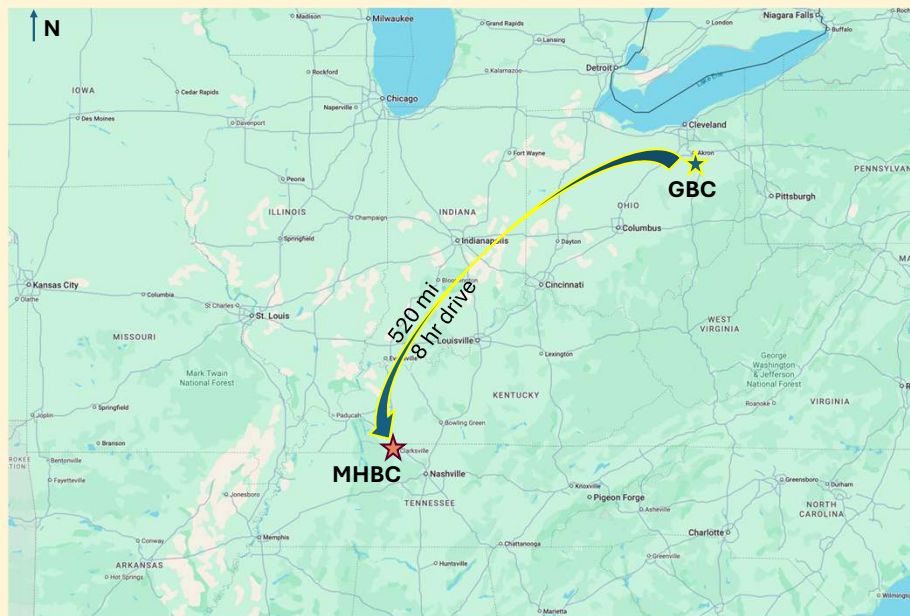 N
Madison
Milwaukee
Grand Rapids
London
Niagara Falls
Buffalo
Lansing
IOWA
Cedar Rapids
Rockford
Kalamazoo
Detroit
Lake Erie
Naperville
Chicago
Des Moines
Davenport
Cleveland
Akron
Fort Wayne
PENNSYLVAN
GBC
Peoria
Pittsburgh
OHIO
ILLINOIS
Champaign
INDIANA
Columbus
Springfield
Indianapolis
Dayton
Kansas City
Olathe
Columbia
Cincinnati
St Charles
St. Louis
520 mi
8 hr drive
WEST
VIRGINIA
MISSOURI
Louisville
Lexington
Mark Twain
National Forest
George
Washington
& Jefferson
National Forest
KENTUCKY
Roanoke
VIRGINIA
Joplin
Springfield
Paducah
Bowling Green
Branson
Clarksville
Bentonville
MHBC
Nashville
Fayetteville
Knoxville
Greensboro
Durham
Jonesboro
Pigeon Forge
TENNESSEE
Asheville
NORTH
CAROLINA
Charlotte
Conway
Memphis
Chattanooga
Greenville
ARKANSAS
Huntsville
Hot Springs
Marietta
Wilming